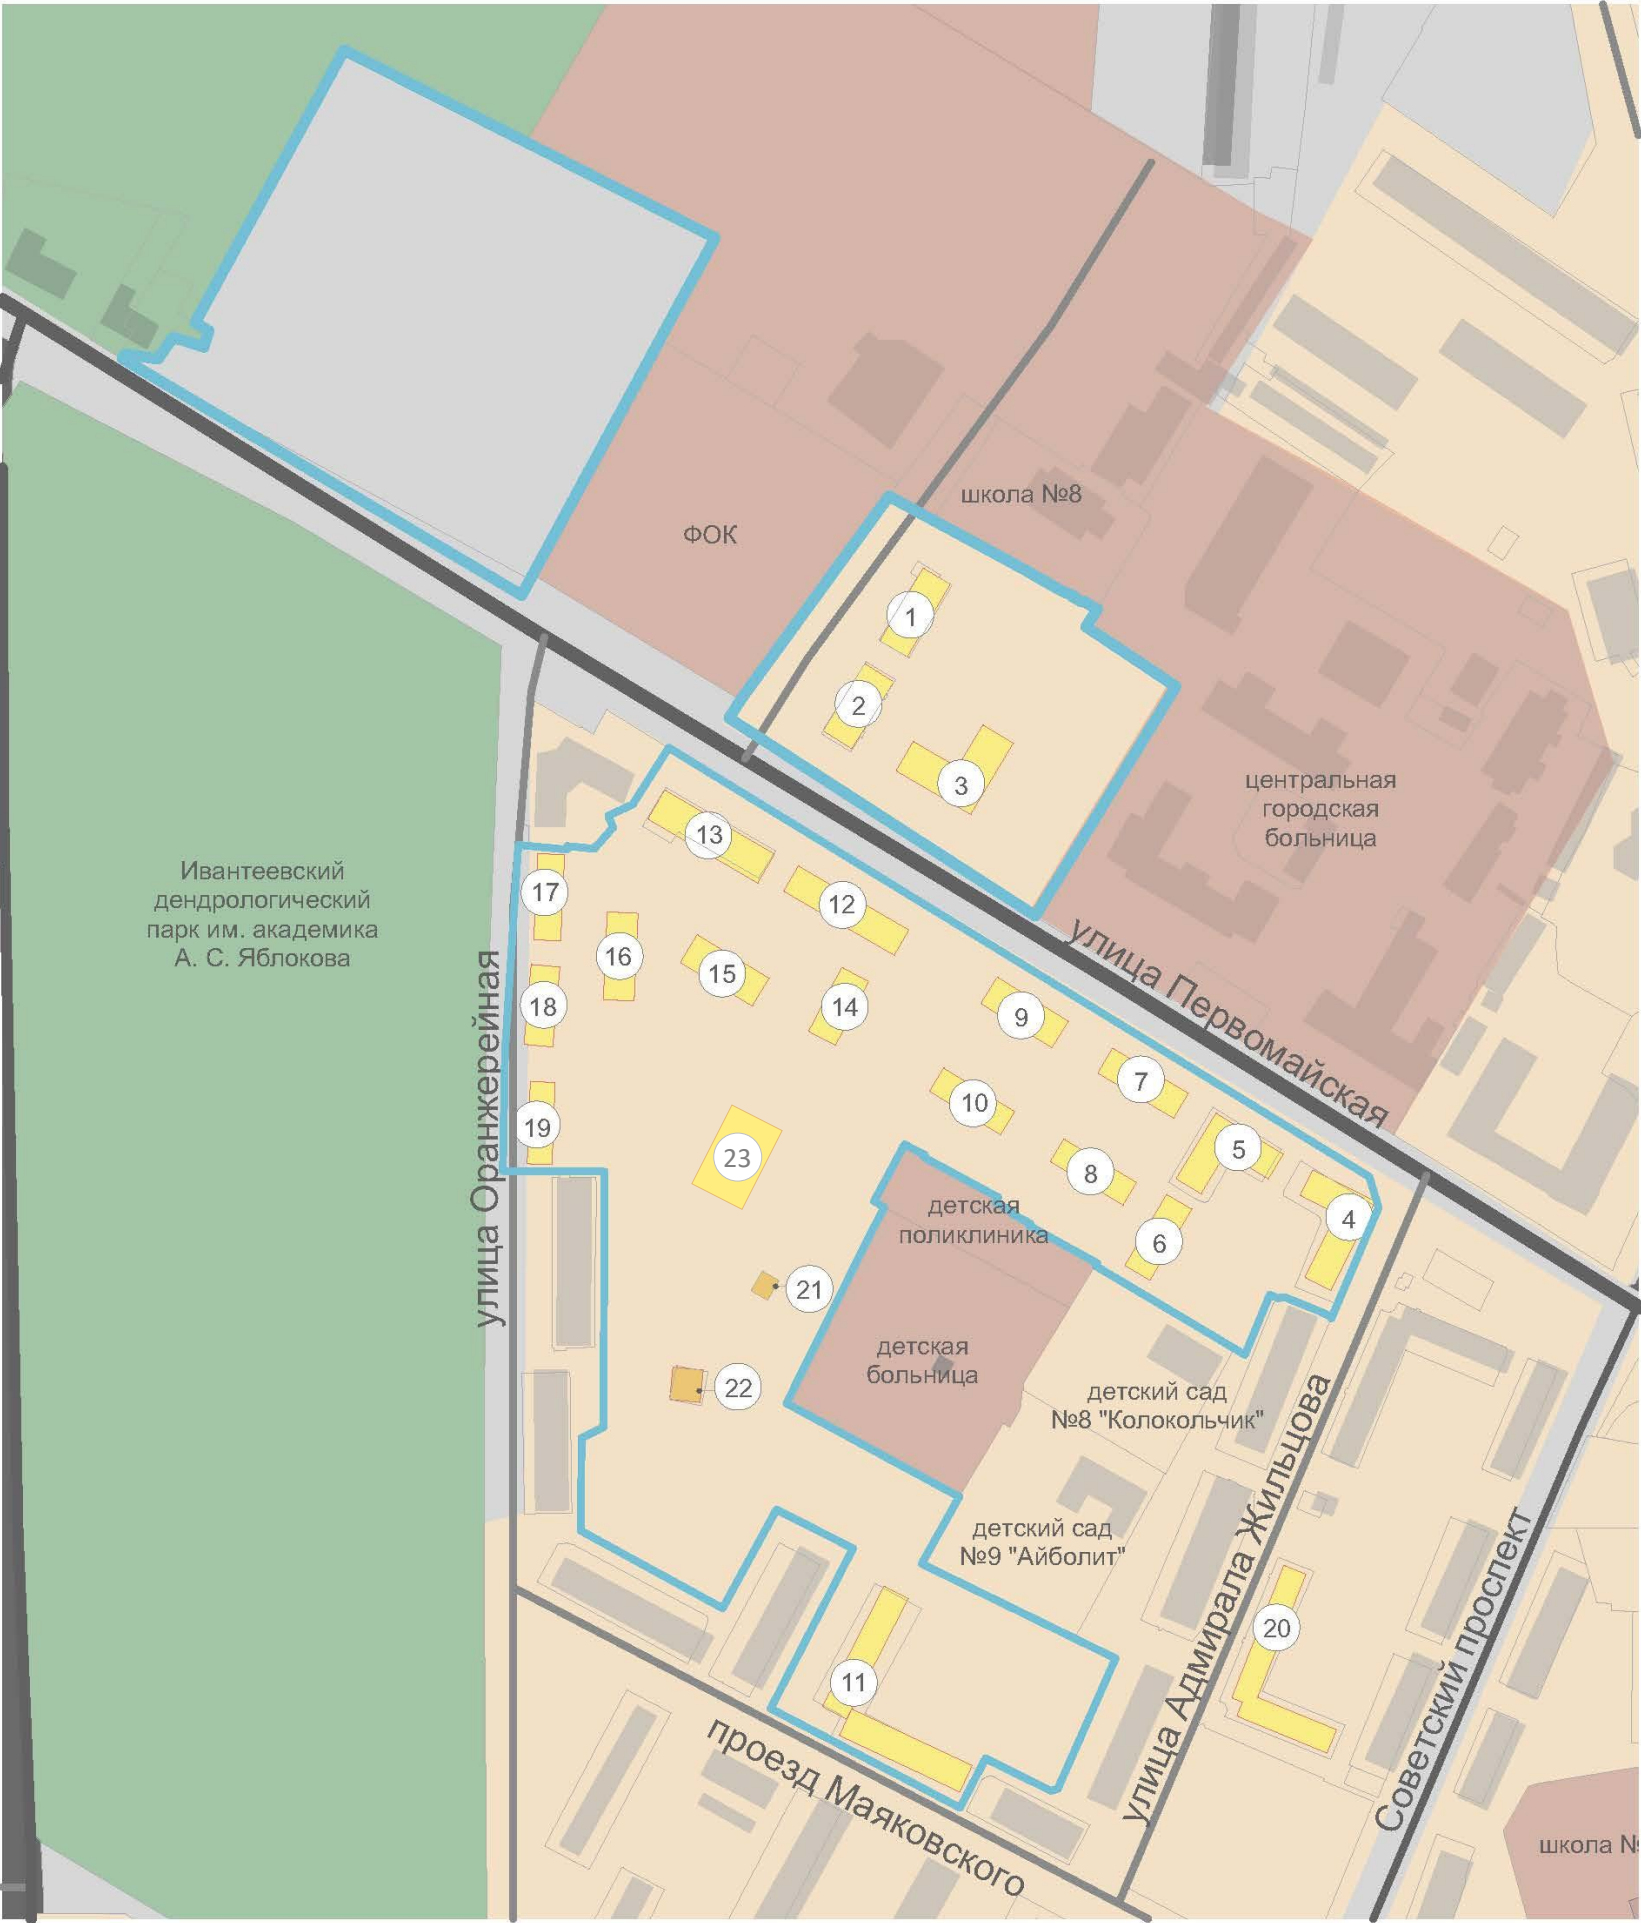 школа №8
ФОК
1
2
3
центральная
городская
больница
13
12
17
16
15
14
18
9
7
10
5
19
23
8
4
6
21
22
Ивантеевский
дендрологический
парк им. академика
А. С. Яблокова
улица Первомайская
улица Оранжерейная
детская
поликлиника
детская
больница
детский сад
№8 "Колокольчик"
детский сад
№9 "Айболит"
улица Адмирала Жильцова
20
11
Советский проспект
проезд Маяковского
школа №